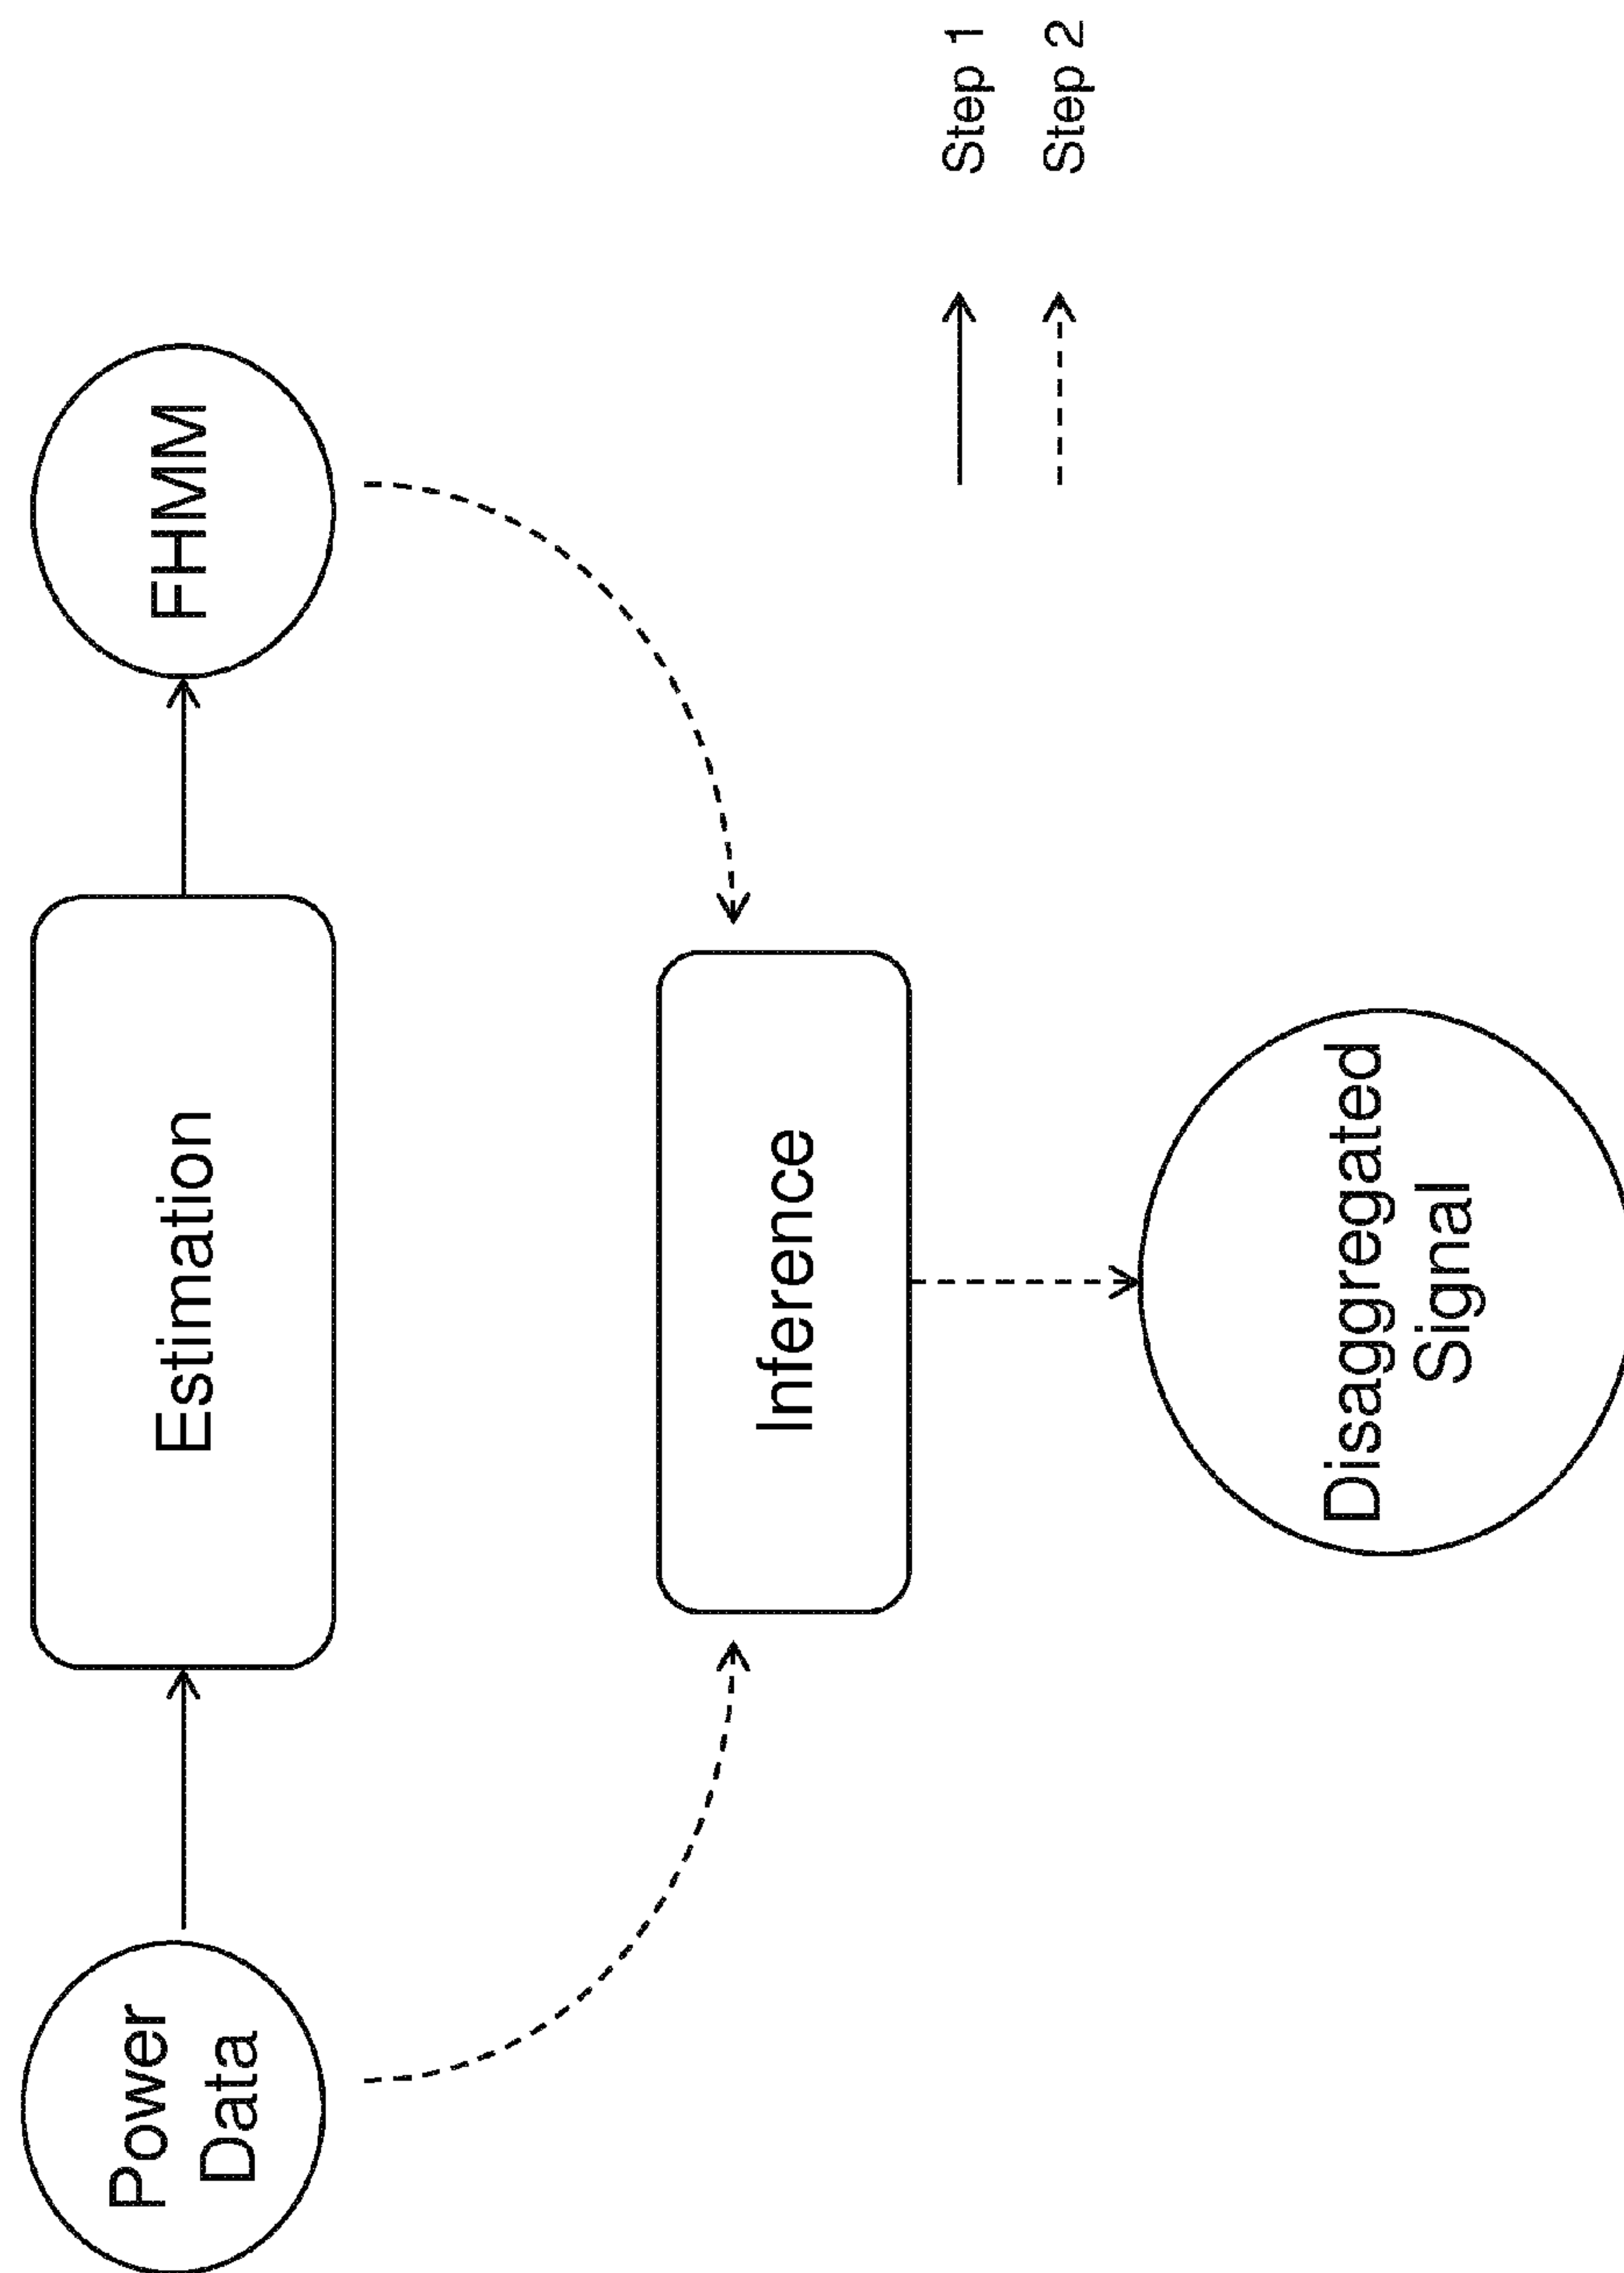 Power
Data
Estimation
FHMM
Inference
Disaggregated
Signal
Step 1
Step 2